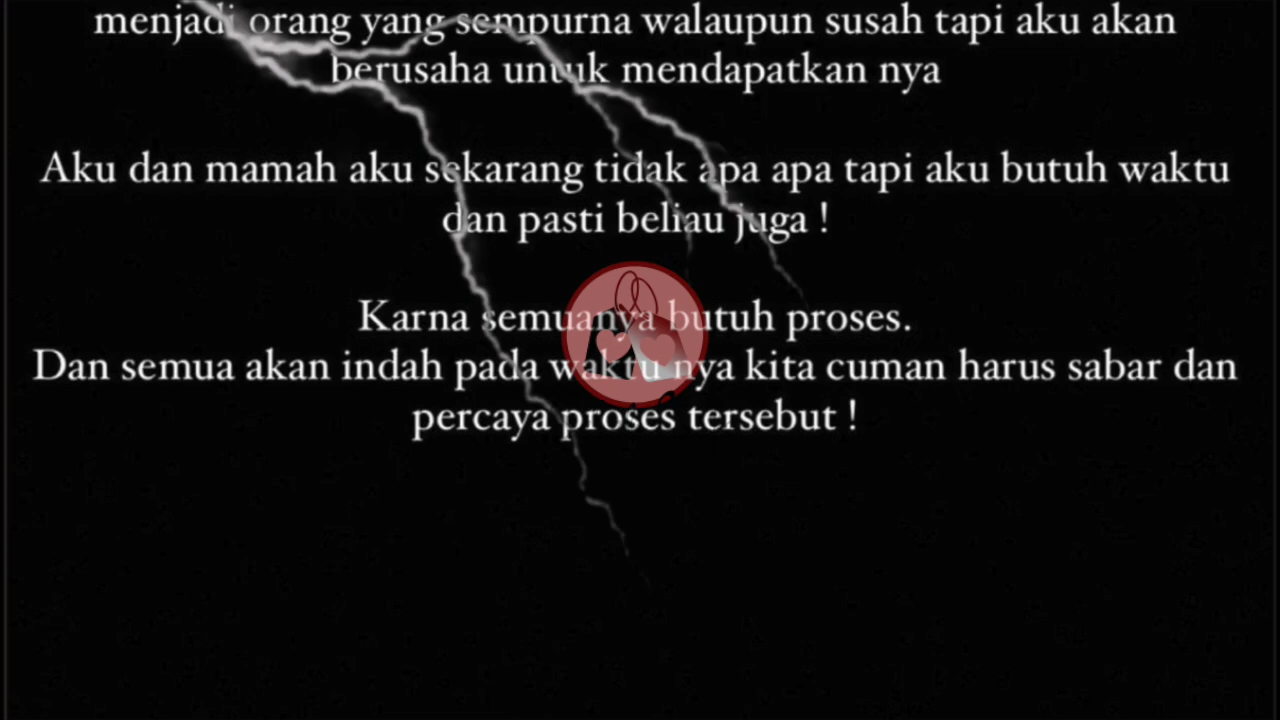 menjadi orang yang sempurna walaupun susah tapi aku akan
berusaha untuk mendapatkan nya
Aku dan mamah aku sekarang tidak apa apa tapi aku butuh waktu
dan pasti beliau juga !
Karna semuanya butuh proses.
Dan semua akan indah pada waktu nya kita cuman harus sabar dan
percaya proses tersebut !